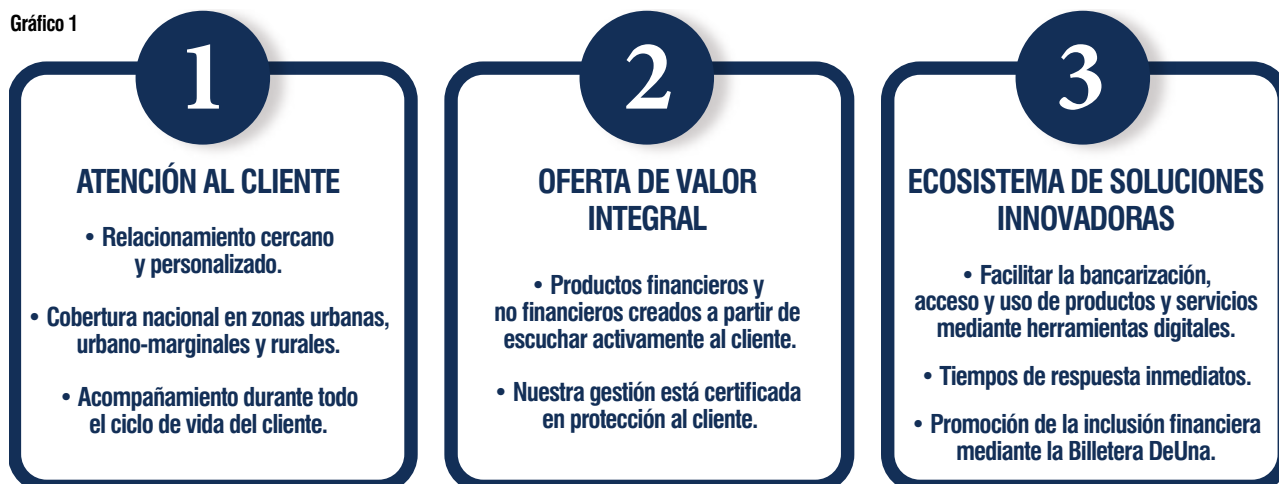 Gráfico 1
1
ATENCIÓN AL CLIENTE
• Relacionamiento cercano
y personalizado.
• Cobertura nacional en zonas urbanas,
urbano-marginales y rurales.
• Acompañamiento durante todo
el ciclo de vida del cliente.
2
OFERTA DE VALOR
INTEGRAL
• Productos financieros y
no financieros creados a partir de
escuchar activamente al cliente.
• Nuestra gestión está certificada
en protección al cliente.
3
ECOSISTEMA DE SOLUCIONES
INNOVADORAS
• Facilitar la bancarización,
acceso y uso de productos y servicios
mediante herramientas digitales.
• Tiempos de respuesta inmediatos.
• Promoción de la inclusión financiera
mediante la Billetera DeUna.